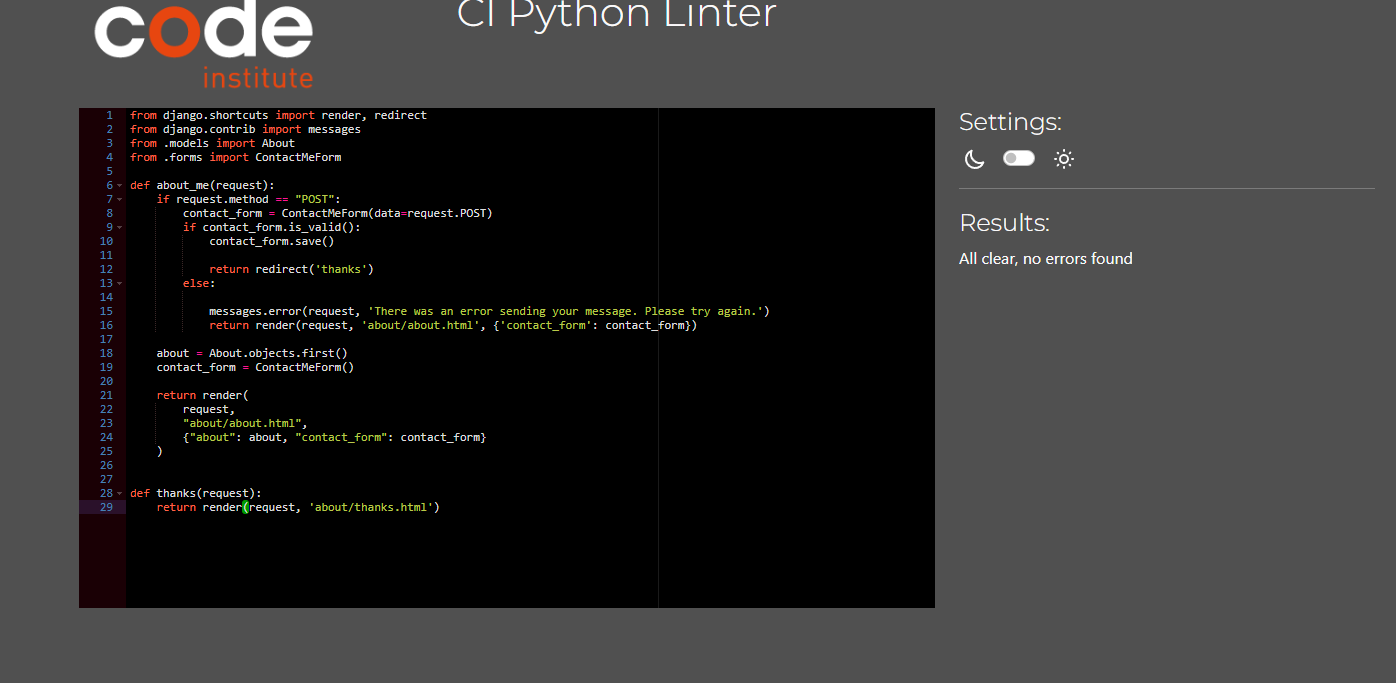 code
institute
CI Python Linter
1 from django.shortcuts import render, redirect
2 from django.contrib import messages
3 from .models import About
4 from .forms import ContactMeForm
5
6 def about_me(request):
7     if request.method == "POST":
8         contact_form = ContactMeForm(data=request.POST)
9         if contact_form.is_valid():
10             contact_form.save()
11
12             return redirect('thanks')
13         else:
14
15             messages.error(request, 'There was an error sending your message. Please try again.')
16             return render(request, 'about/about.html', {'contact_form': contact_form})
17
18     about = About.objects.first()
19     contact_form = ContactMeForm()
20
21     return render(
22         request,
23         "about/about.html",
24         {"about": about, "contact_form": contact_form}
25     )
26
27
28 def thanks(request):
29     return render(request, 'about/thanks.html')
Settings:
Results:
All clear, no errors found